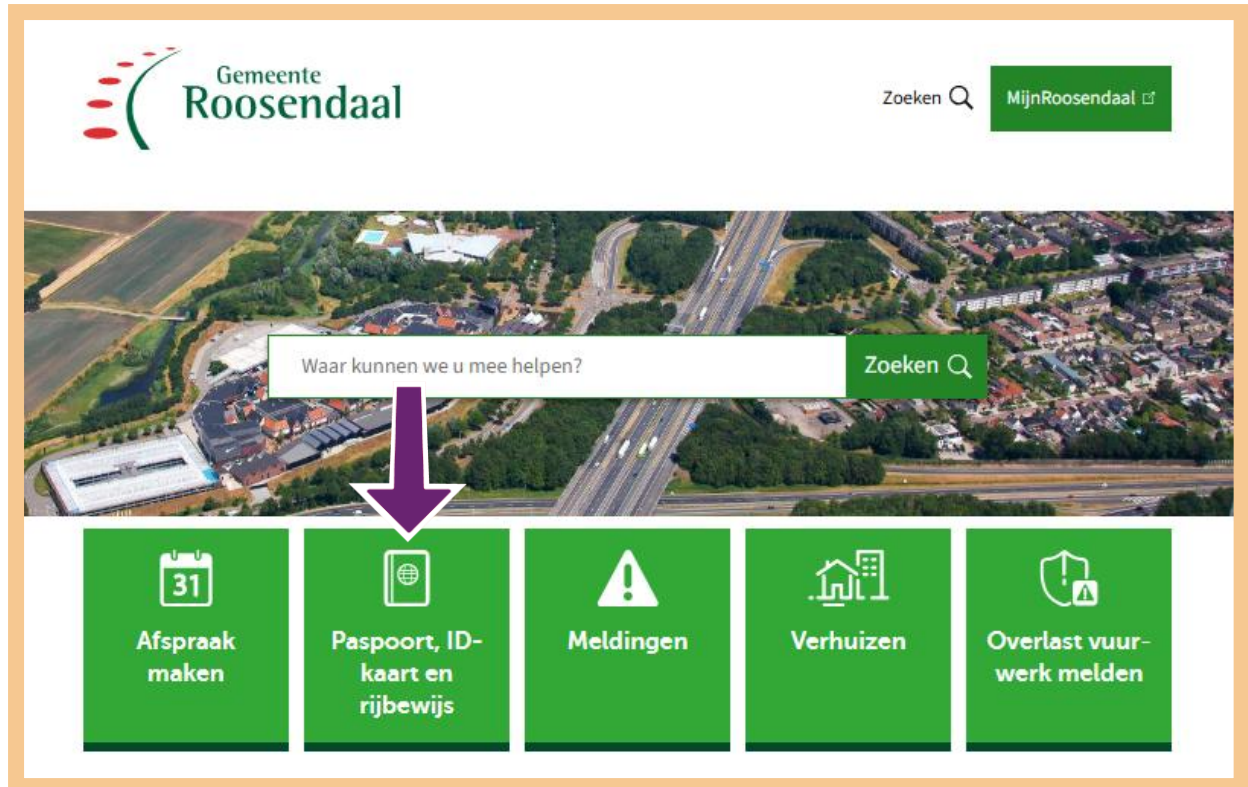 Gemeente
Roosendaal
Zoeken
MijnRoosendaal
Waar kunnen we u mee helpen?
Zoeken
31
Afspraak
maken
Paspoort, ID-
kaart en
rijbewijs
Meldingen
Verhuizen
Overlast vuur-
werk melden